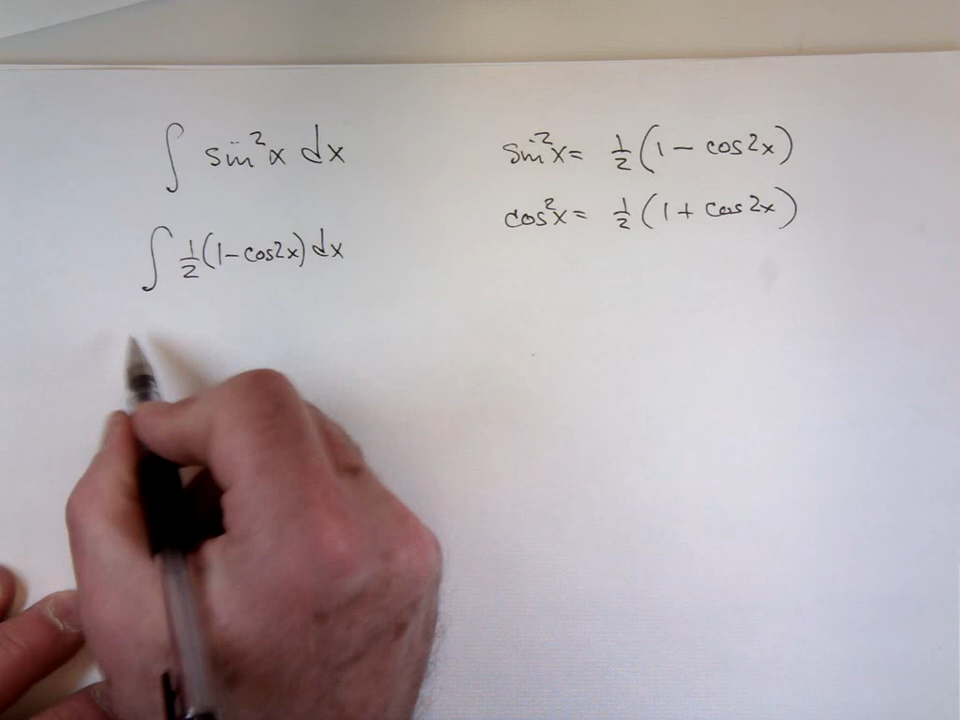 ∫ sin²x dx
sin²x = ½(1 − cos2x)
cos²x = ½(1 + cos2x)
∫ ½(1−cos2x) dx